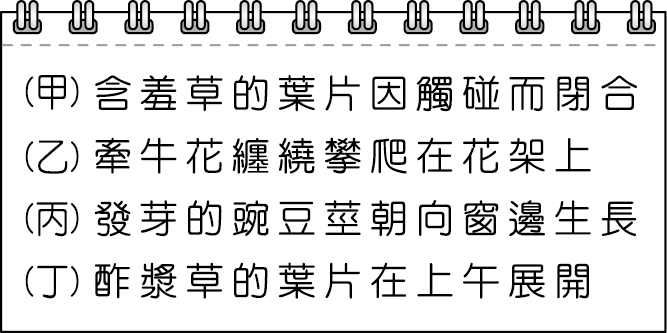 (甲) 含羞草的葉片因觸碰而閉合
(乙) 牽牛花纏繞攀爬在花架上
(丙) 發芽的豌豆莖朝向窗邊生長
(丁) 酢漿草的葉片在上午展開